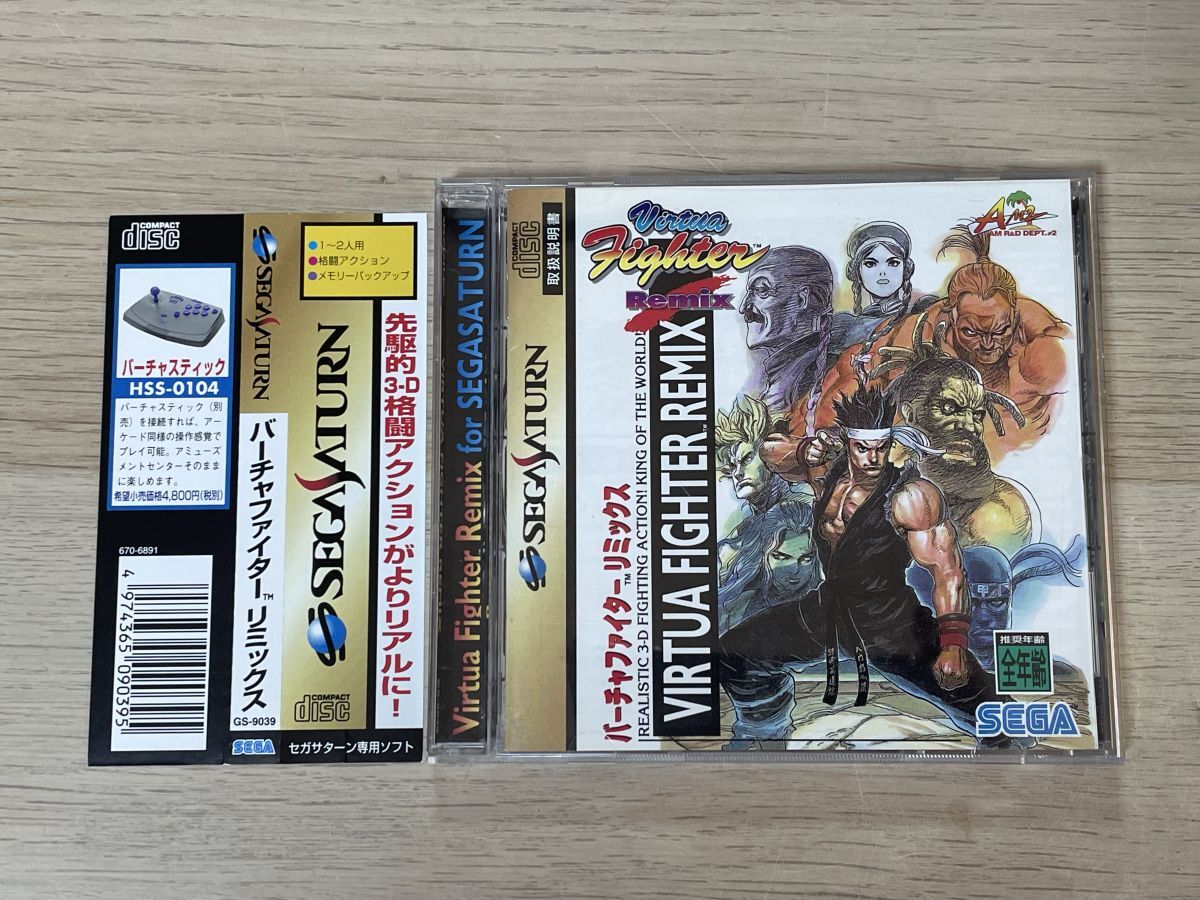 COMPACT
disc
バーチャスティック
HSS-0104
バーチャスティック（別
売）を接続すれば、アー
ケード同様の操作感覚で
プレイ可能。アミューズ
メントセンターそのまま
に楽しめます。
希望小売価格4,800円(税別)
670-6891
4 974365 090395
SEGASATURN
バーチャファイター™ リミックス
GS-9039
SEGA
●1〜2人用
●格闘アクション
●メモリーバックアップ
SEGASATURN
COMPACT
disc
先駆的3-D格闘アクションがよりリアルに！
セガサターン専用ソフト
Virtua Fighter Remix for SEGASATURN
COMPACT
disc
取扱説明書
SEGASATURN
Virtua
Fighter™
Remix
バーチャファイター™ リミックス
REALISTIC 3-D FIGHTING ACTION! KING OF THE WORLD!
VIRTUA FIGHTER™ REMIX
AM2
AM R&D DEPT.#2
甲
推奨年齢
全年齢
SEGA